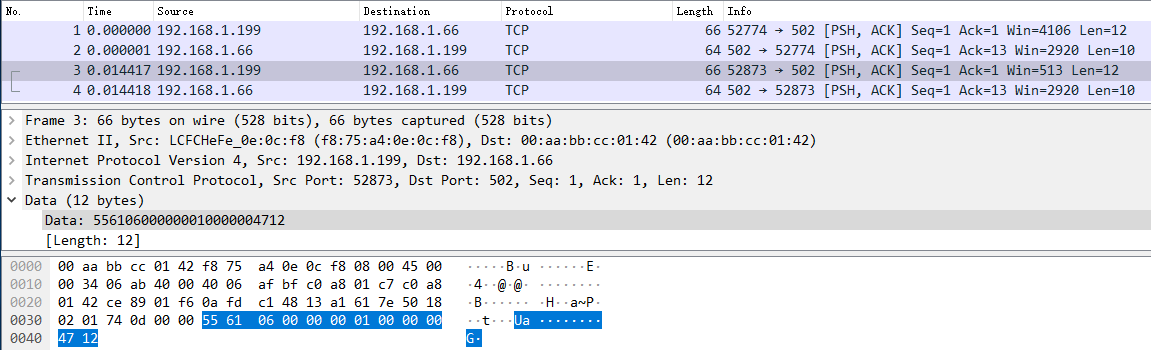 No. Time Source Destination Protocol Length Info
1 0.000000 192.168.1.199 192.168.1.66 TCP 66 52774 → 502 [PSH, ACK] Seq=1 Ack=1 Win=4106 Len=12
2 0.000001 192.168.1.66 192.168.1.199 TCP 64 502 → 52774 [PSH, ACK] Seq=1 Ack=13 Win=2920 Len=10
3 0.014417 192.168.1.199 192.168.1.66 TCP 66 52873 → 502 [PSH, ACK] Seq=1 Ack=1 Win=513 Len=12
4 0.014418 192.168.1.66 192.168.1.199 TCP 64 502 → 52873 [PSH, ACK] Seq=1 Ack=13 Win=2920 Len=10
Frame 3: 66 bytes on wire (528 bits), 66 bytes captured (528 bits)
Ethernet II, Src: LCFCHeFe_0e:0c:f8 (f8:75:a4:0e:0c:f8), Dst: 00:aa:bb:cc:01:42 (00:aa:bb:cc:01:42)
Internet Protocol Version 4, Src: 192.168.1.199, Dst: 192.168.1.66
Transmission Control Protocol, Src Port: 52873, Dst Port: 502, Seq: 1, Ack: 1, Len: 12
Data (12 bytes)
Data: 556106000000010000004712
[Length: 12]
0000 00 aa bb cc 01 42 f8 75 a4 0e 0c f8 08 00 45 00 ·····B·u ······E·
0010 00 34 06 ab 40 00 40 06 af bf c0 a8 01 c7 c0 a8 ·4··@·@· ········
0020 01 42 ce 89 01 f6 0a fd c1 48 13 a1 61 7e 50 18 ·B······ ·H··a~P·
0030 02 01 74 0d 00 00 55 61 06 00 00 00 01 00 00 00 ··t···Ua ········
0040 47 12 G·